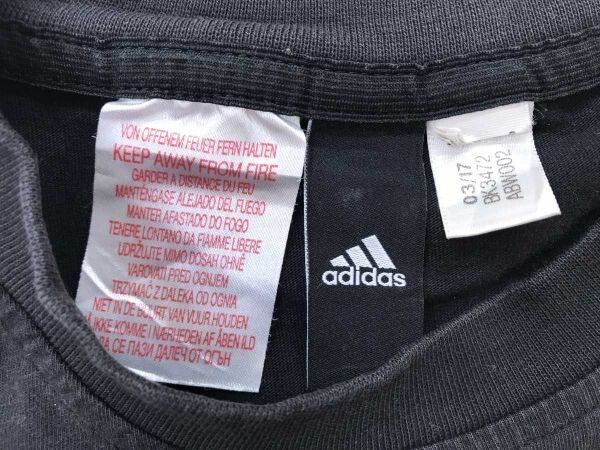 VON OFFENEM FEUER FERN HALTEN
KEEP AWAY FROM FIRE
GARDER A DISTANCE DU FEU
MANTÉNGASE ALEJADO DEL FUEGO
MANTER AFASTADO DO FOGO
TENERE LONTANO DA FIAMME LIBERE
UDRŽUJTE MIMO DOSAH OHNĚ
VAROVATI PRED OGNJEM
TRZYMAĆ Z DALEKA OD OGNIA
NIET IN DE BUURT VAN VUUR HOUDEN
IKKE KOMME I NÆRHEDEN AF ÅBEN ILD
ДА СЕ ПАЗИ ДАЛЕЧ ОТ ОГЪН
adidas
03/17
BK3472
ABW002